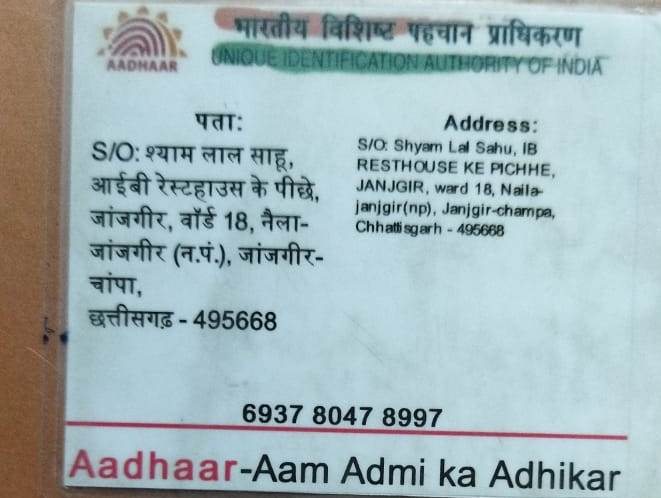 AADHAAR
भारतीय विशिष्ट पहचान प्राधिकरण
UNIQUE IDENTIFICATION AUTHORITY OF INDIA
पता:
S/O: श्याम लाल साहू,
आईबी रेस्टहाउस के पीछे,
जांजगीर, वॉर्ड 18, नैला-
जांजगीर (न.पं.), जांजगीर-
चांपा,
छत्तीसगढ़ - 495668
Address:
S/O: Shyam Lal Sahu, IB
RESTHOUSE KE PICHHE,
JANJGIR, ward 18, Naila-
janjgir(np), Janjgir-champa,
Chhattisgarh - 495668
6937 8047 8997
Aadhaar-Aam Admi ka Adhikar